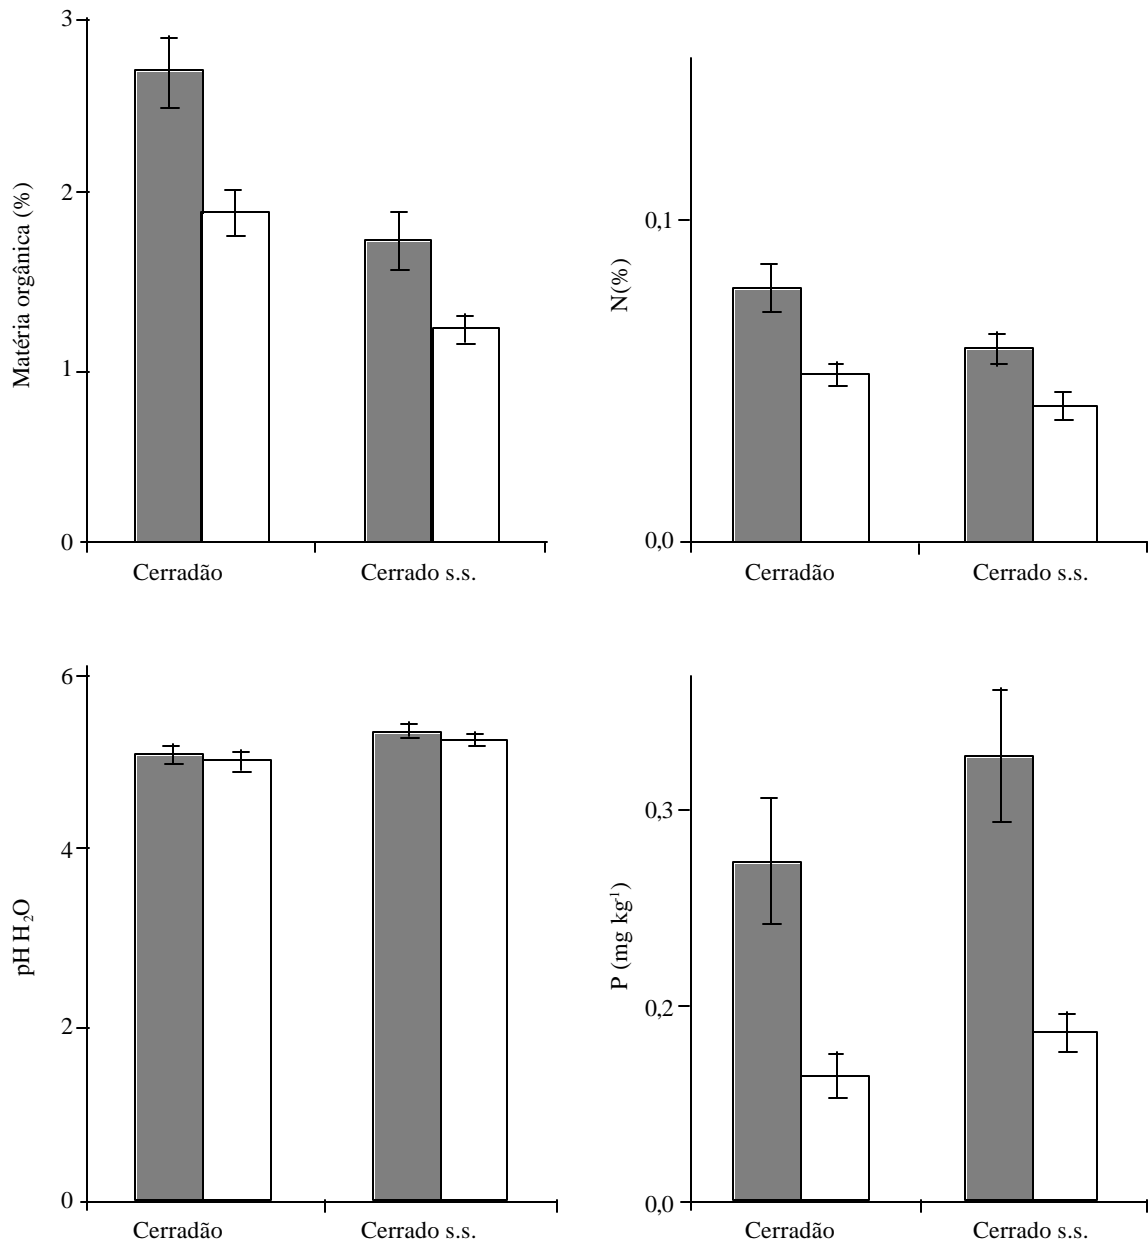 3
2
1
0
Matéria orgânica (%)
Cerradão
Cerrado s.s.
0,1
0,0
N(%)
Cerradão
Cerrado s.s.
6
4
2
0
pH H₂O
Cerradão
Cerrado s.s.
0,3
0,2
0,0
P (mg kg⁻¹)
Cerradão
Cerrado s.s.